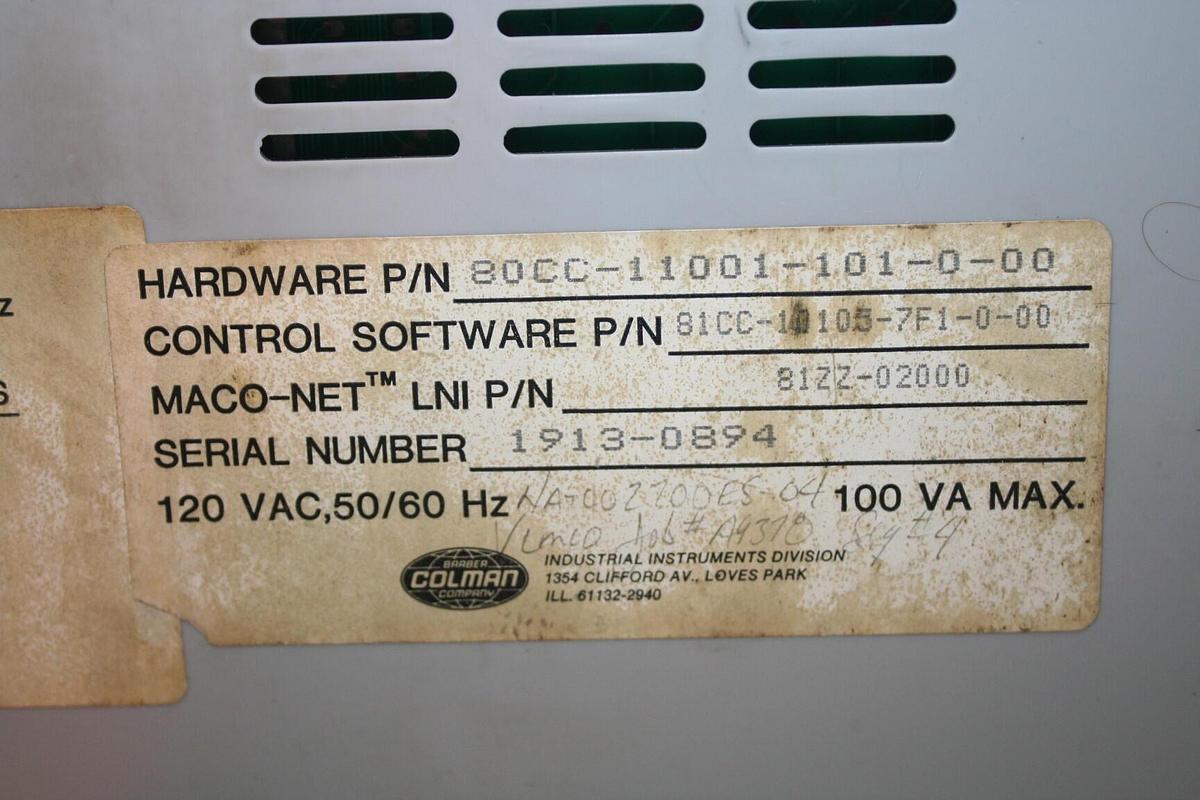 Z
S
HARDWARE P/N 80CC-11001-101-0-00
CONTROL SOFTWARE P/N 81CC-10105-7F1-0-00
MACO-NET™ LNI P/N 81ZZ-02000
SERIAL NUMBER 1913-0894
120 VAC,50/60 Hz 100 VA MAX.
Job # A9378
BARBER
COLMAN
COMPANY
INDUSTRIAL INSTRUMENTS DIVISION
1354 CLIFFORD AV., LOVES PARK
ILL. 61132-2940